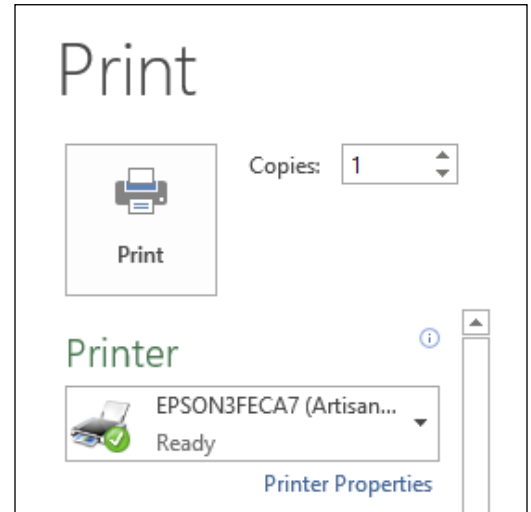 Print
Copies: 1
Print
Printer
EPSON3FECA7 (Artisan...
Ready
Printer Properties